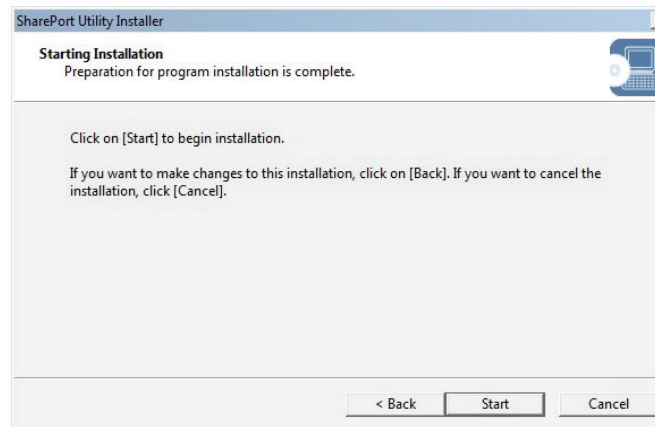 SharePort Utility Installer
Starting Installation
Preparation for program installation is complete.
Click on [Start] to begin installation.
If you want to make changes to this installation, click on [Back]. If you want to cancel the
installation, click [Cancel].
< Back Start Cancel